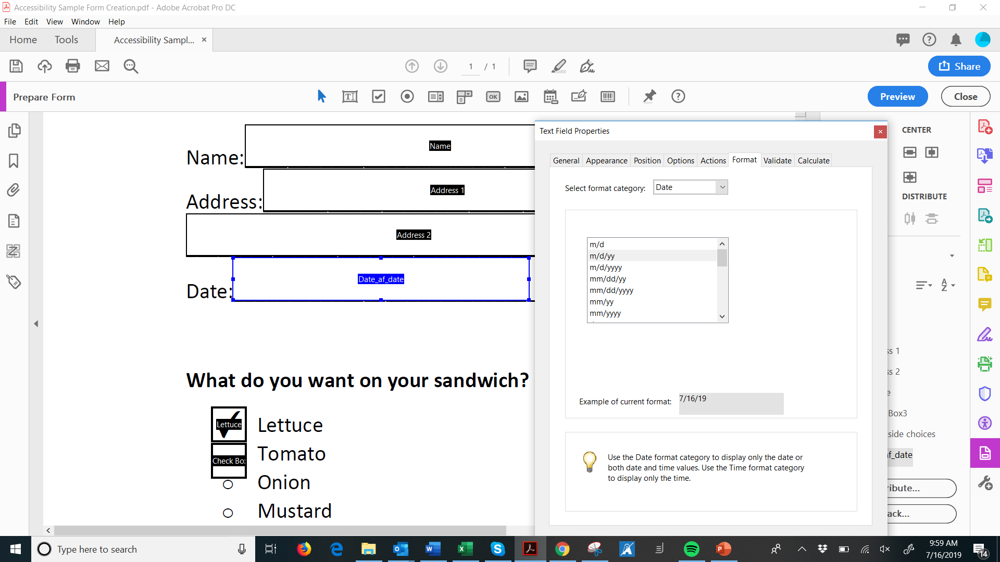 Accessibility Sample Form Creation.pdf - Adobe Acrobat Pro DC
File Edit View Window Help
Home Tools Accessibility Sampl... ×
1 / 1
Share
Prepare Form
OK
Preview
Close
Name:
Name
Address:
Address 1
Address 2
Date:
Date_af_date
What do you want on your sandwich?
Lettuce
Lettuce
Check Bo
Tomato
Onion
Mustard
Text Field Properties
General Appearance Position Options Actions Format Validate Calculate
Select format category: Date
m/d
m/d/yy
m/d/yyyy
mm/dd/yy
mm/dd/yyyy
mm/yy
mm/yyyy
Example of current format: 7/16/19
Use the Date format category to display only the date or
both date and time values. Use the Time format category
to display only the time.
CENTER
DISTRIBUTE
ss 1
ss 2
e
Box3
side choices
af_date
ribute...
ack...
Type here to search
9:59 AM
7/16/2019
14